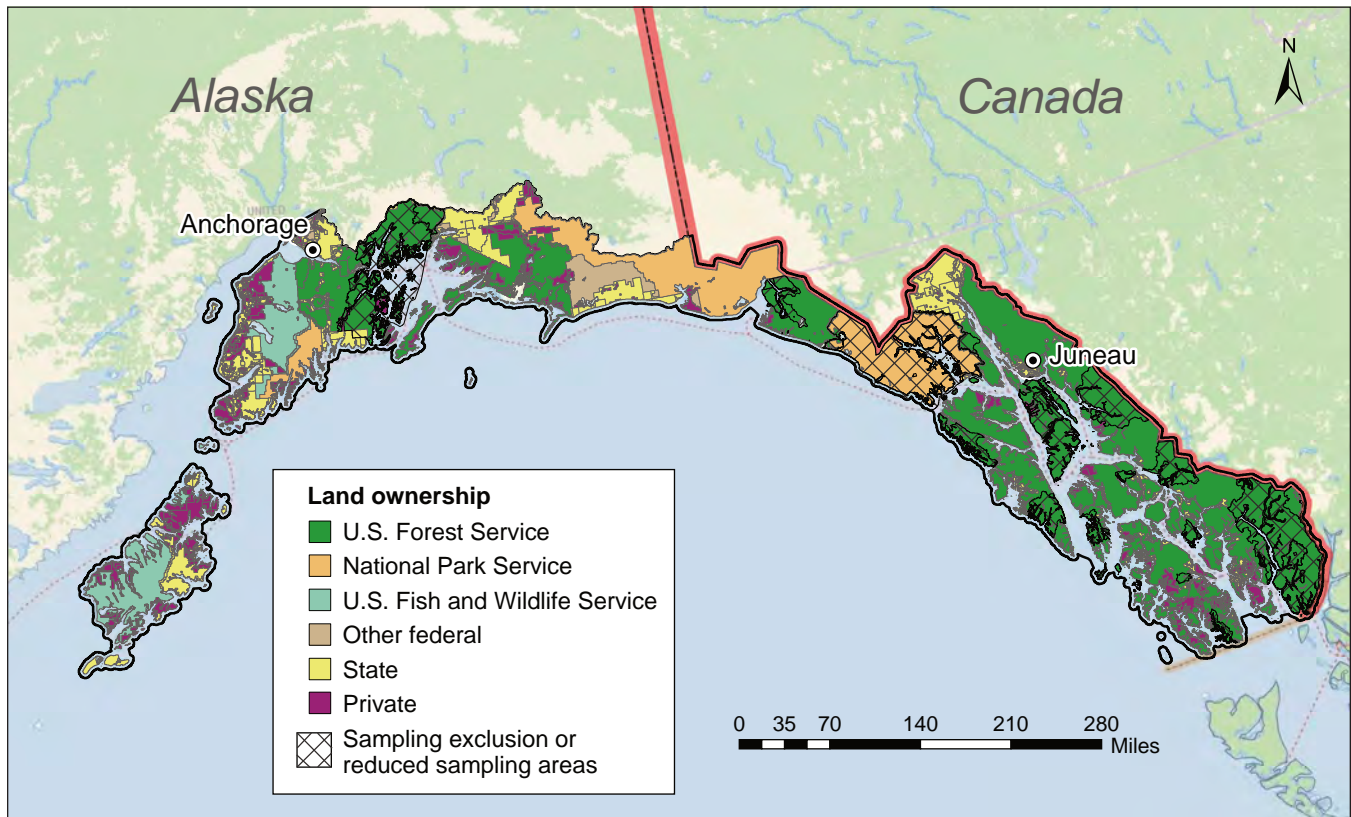 Alaska
Canada
N
UNITED
Anchorage
Juneau
Land ownership
U.S. Forest Service
National Park Service
U.S. Fish and Wildlife Service
Other federal
State
Private
Sampling exclusion or
reduced sampling areas
0 35 70 140 210 280
Miles